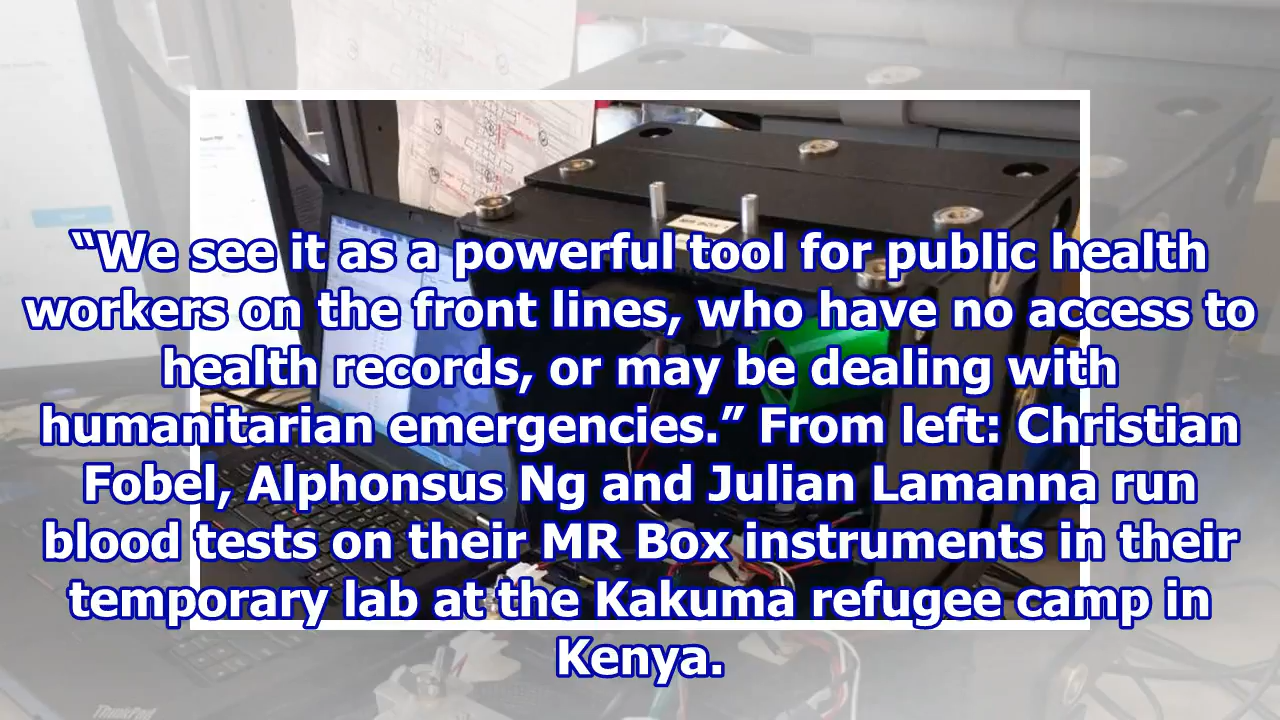 “We see it as a powerful tool for public health
workers on the front lines, who have no access to
health records, or may be dealing with
humanitarian emergencies.” From left: Christian
Fobel, Alphonsus Ng and Julian Lamanna run
blood tests on their MR Box instruments in their
temporary lab at the Kakuma refugee camp in
Kenya.
ThinkPad